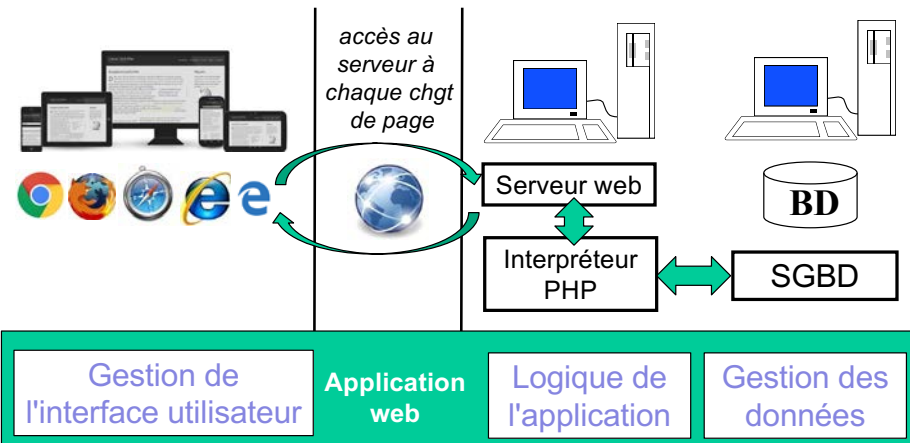 accès au
serveur à
chaque chgt
de page
Serveur web
BD
Interpréteur
PHP
SGBD
Gestion de
l'interface utilisateur
Application
web
Logique de
l'application
Gestion des
données